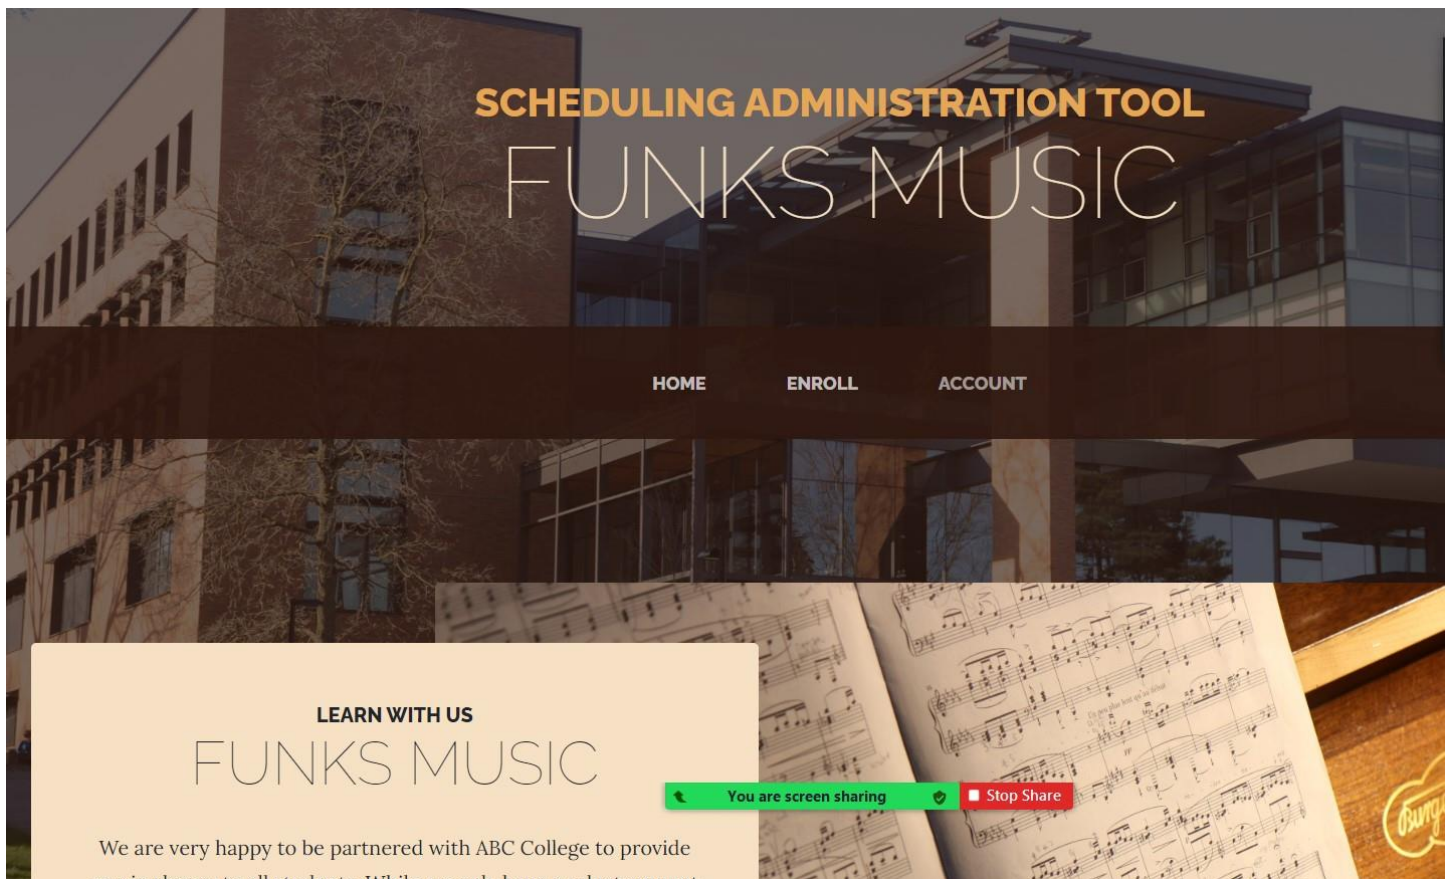 SCHEDULING ADMINISTRATION TOOL
FUNKS MUSIC
HOME ENROLL ACCOUNT
LEARN WITH US
FUNKS MUSIC
You are screen sharing Stop Share
We are very happy to be partnered with ABC College to provide